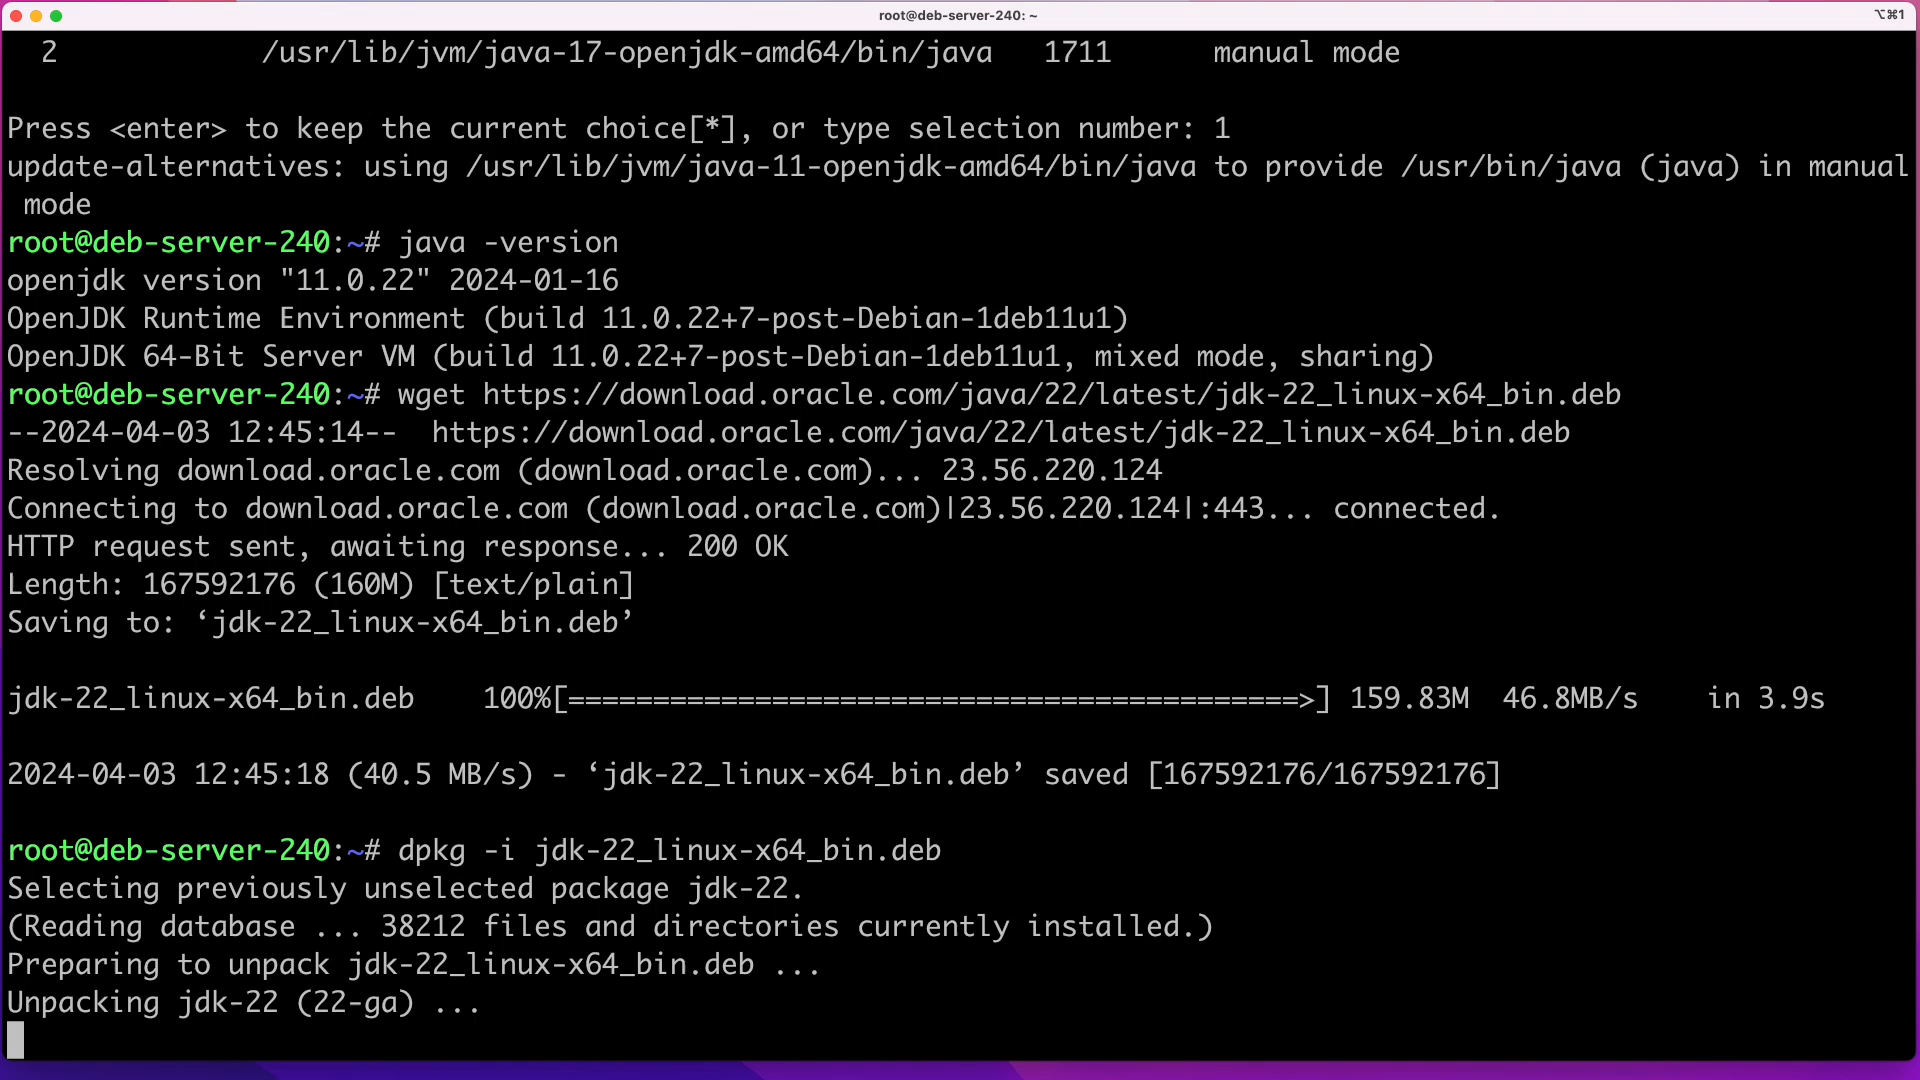 root@deb-server-240: ~
⌥⌘1
2 /usr/lib/jvm/java-17-openjdk-amd64/bin/java 1711 manual mode
Press <enter> to keep the current choice[*], or type selection number: 1
update-alternatives: using /usr/lib/jvm/java-11-openjdk-amd64/bin/java to provide /usr/bin/java (java) in manual
mode
root@deb-server-240:~# java -version
openjdk version "11.0.22" 2024-01-16
OpenJDK Runtime Environment (build 11.0.22+7-post-Debian-1deb11u1)
OpenJDK 64-Bit Server VM (build 11.0.22+7-post-Debian-1deb11u1, mixed mode, sharing)
root@deb-server-240:~# wget https://download.oracle.com/java/22/latest/jdk-22_linux-x64_bin.deb
--2024-04-03 12:45:14-- https://download.oracle.com/java/22/latest/jdk-22_linux-x64_bin.deb
Resolving download.oracle.com (download.oracle.com)... 23.56.220.124
Connecting to download.oracle.com (download.oracle.com)|23.56.220.124|:443... connected.
HTTP request sent, awaiting response... 200 OK
Length: 167592176 (160M) [text/plain]
Saving to: ‘jdk-22_linux-x64_bin.deb’
jdk-22_linux-x64_bin.deb 100%[===========================================>] 159.83M 46.8MB/s in 3.9s
2024-04-03 12:45:18 (40.5 MB/s) - ‘jdk-22_linux-x64_bin.deb’ saved [167592176/167592176]
root@deb-server-240:~# dpkg -i jdk-22_linux-x64_bin.deb
Selecting previously unselected package jdk-22.
(Reading database ... 38212 files and directories currently installed.)
Preparing to unpack jdk-22_linux-x64_bin.deb ...
Unpacking jdk-22 (22-ga) ...